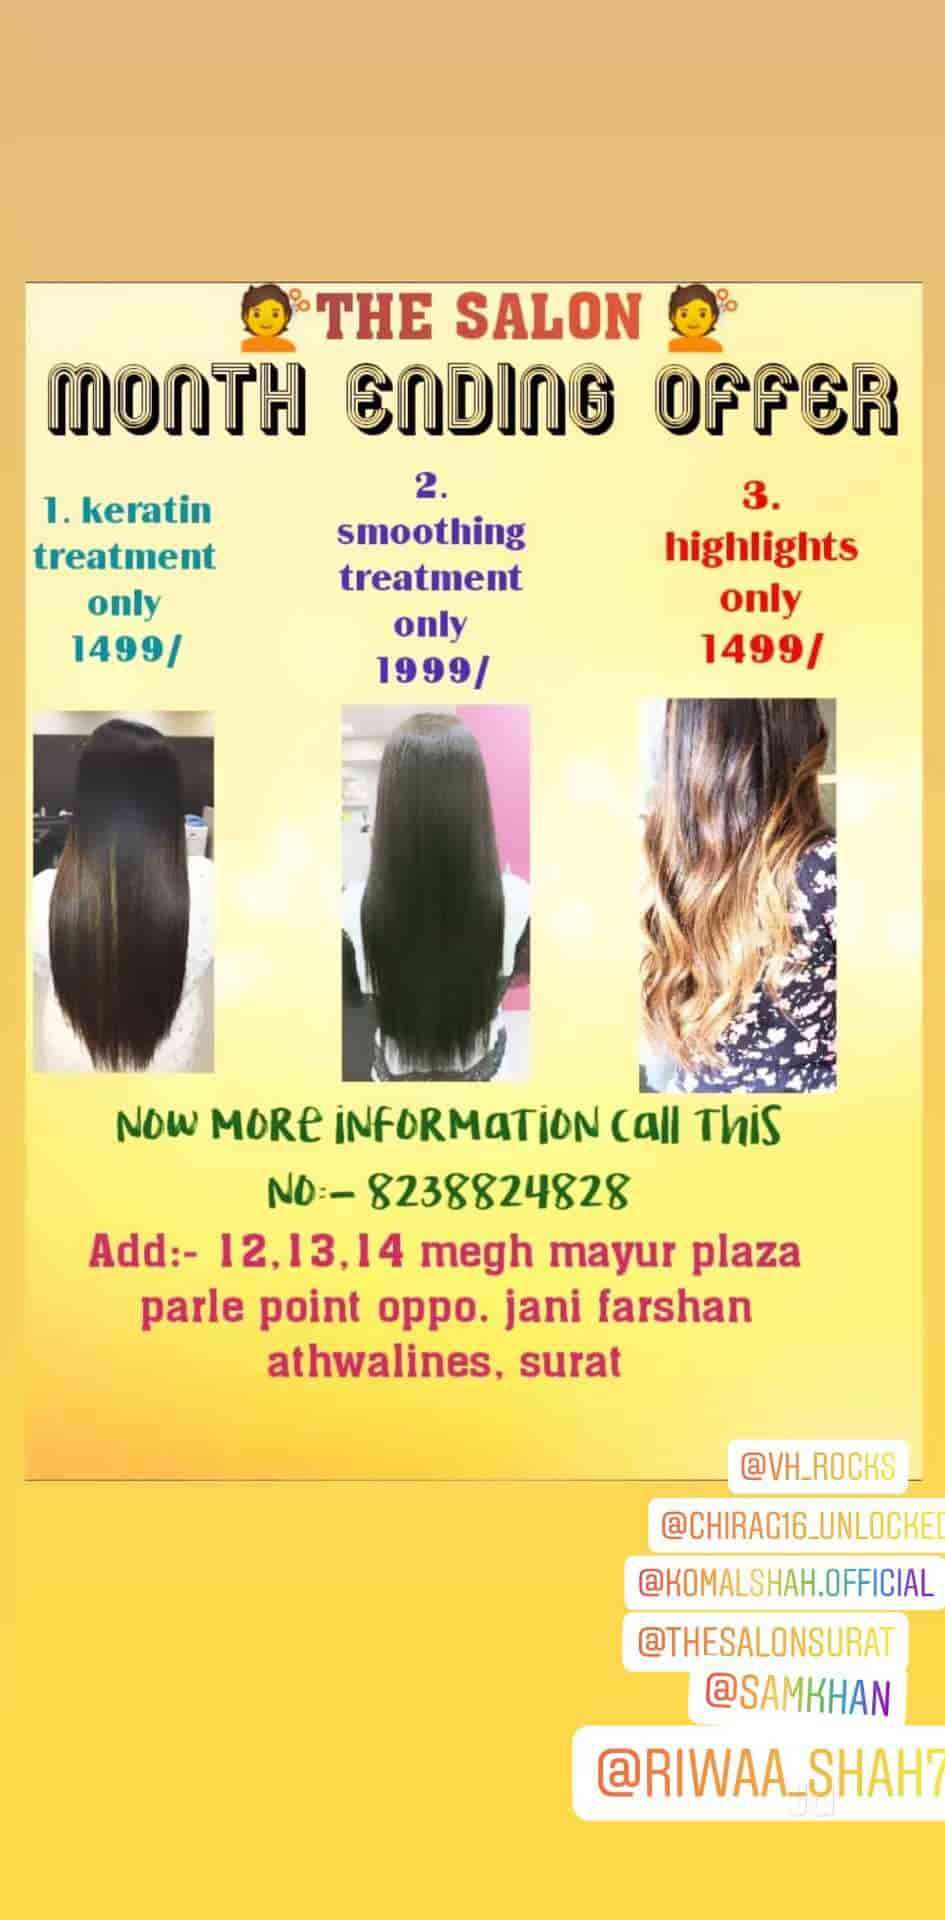 THE SALON
MONTH ENDING OFFER
1. keratin
treatment
only
1499/
2.
smoothing
treatment
only
1999/
3.
highlights
only
1499/
NOW MORE iNFORMaTiON Call THiS
NO:- 8238824828
Add:- 12,13,14 megh mayur plaza
parle point oppo. jani farshan
athwalines, surat
@VH_ROCKS
@CHIRAG16_UNLOCKED
@KOMALSHAH.OFFICIAL
@THESALONSURAT
@SAMKHAN
@RIWAA_SHAH7
Jd